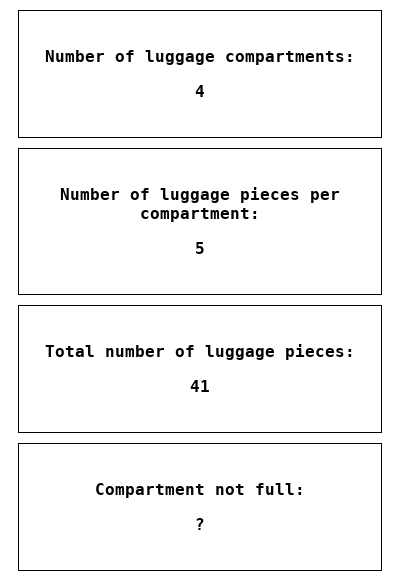 Number of luggage compartments:
4
Number of luggage pieces per
compartment:
5
Total number of luggage pieces:
41
Compartment not full:
?